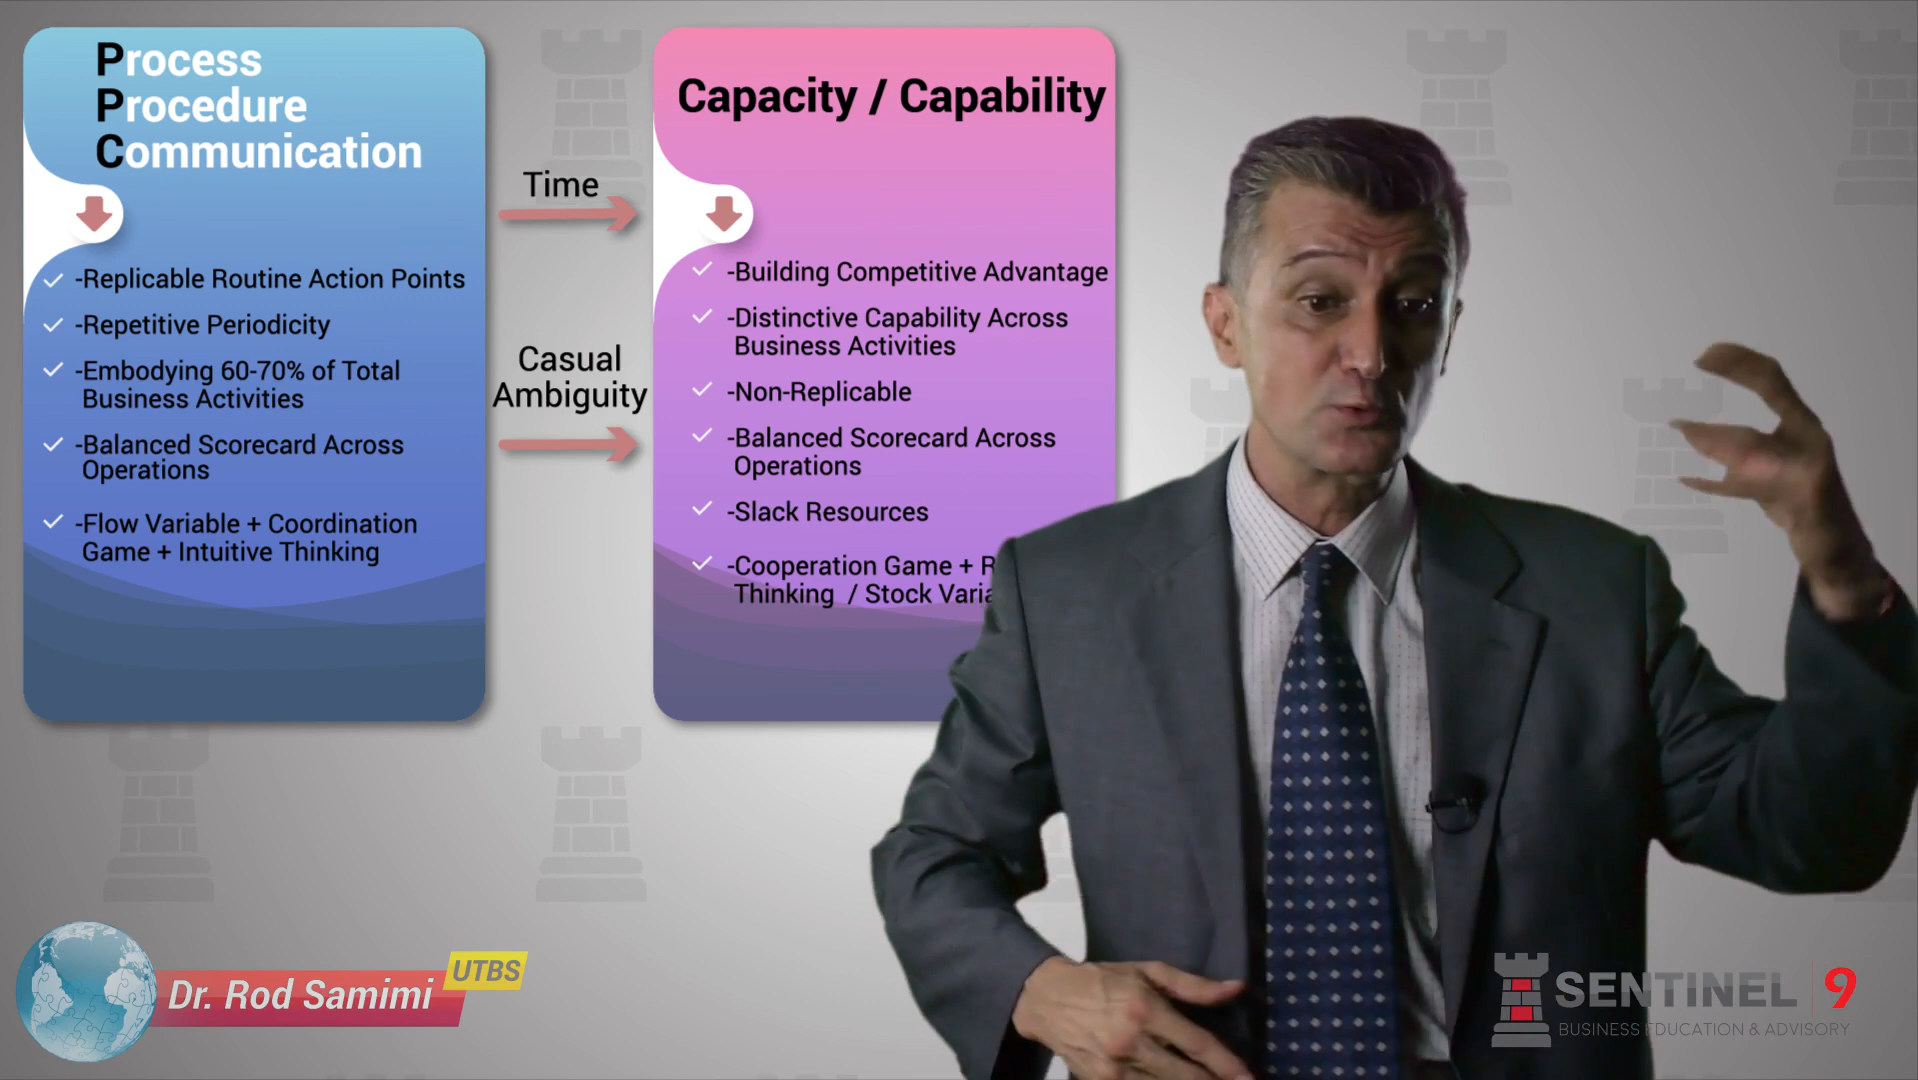 Process
Procedure
Communication
-Replicable Routine Action Points
-Repetitive Periodicity
-Embodying 60-70% of Total
Business Activities
-Balanced Scorecard Across
Operations
-Flow Variable + Coordination
Game + Intuitive Thinking
Time
Casual
Ambiguity
Capacity / Capability
-Building Competitive Advantage
-Distinctive Capability Across
Business Activities
-Non-Replicable
-Balanced Scorecard Across
Operations
-Slack Resources
-Cooperation Game +
Thinking / Stock
Dr. Rod Samimi
UTBS
SENTINEL 9
BUSINESS EDUCATION & ADVISORY